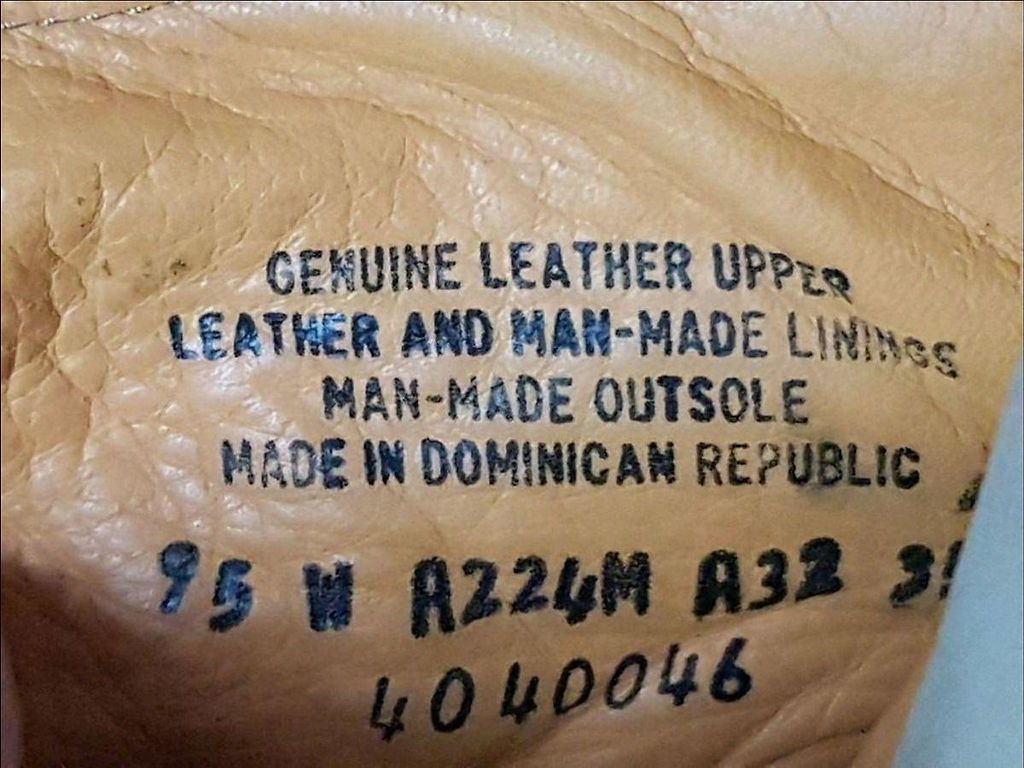 GENUINE LEATHER UPPER
LEATHER AND MAN-MADE LININGS
MAN-MADE OUTSOLE
MADE IN DOMINICAN REPUBLIC
95 W A224M A32
4040046